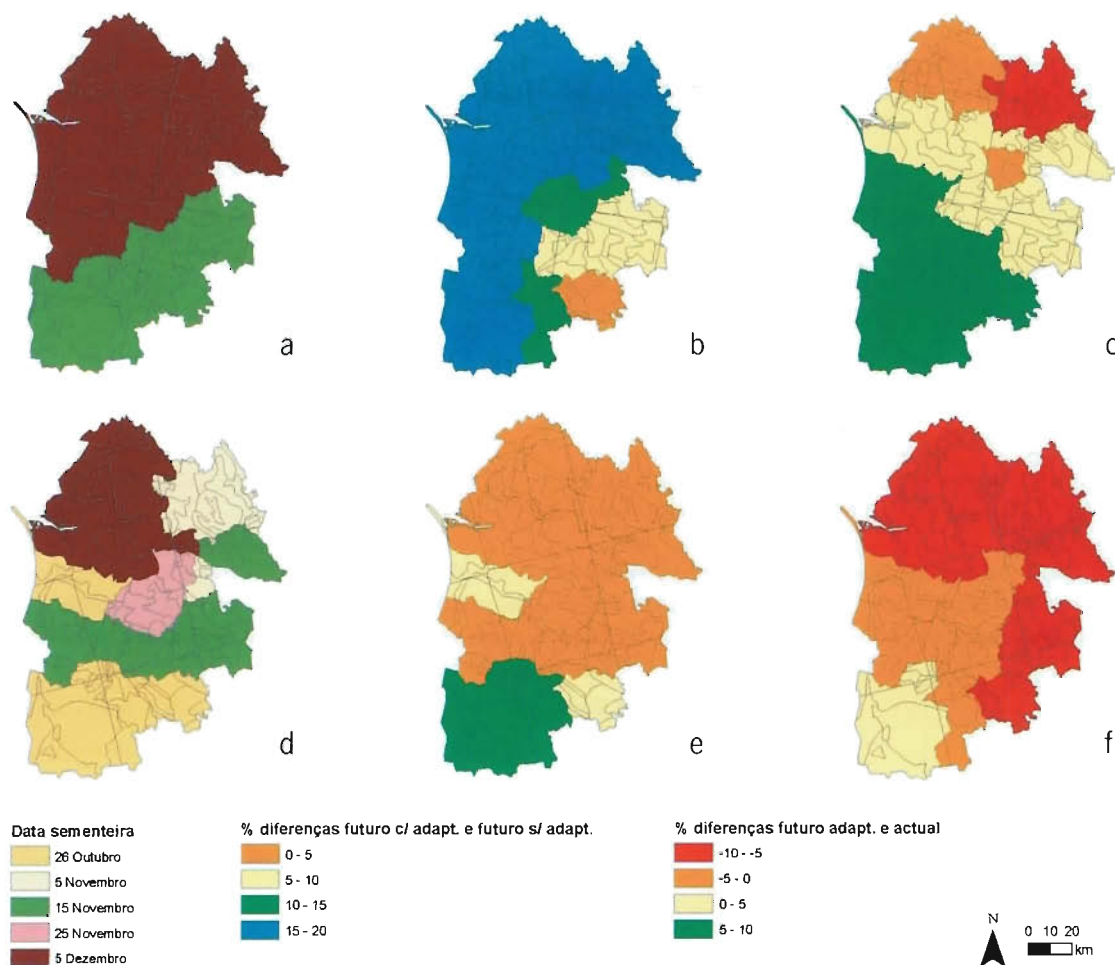 a
b
c
d
e
f
Data sementeira
26 Outubro
5 Novembro
15 Novembro
25 Novembro
5 Dezembro
% diferenças futuro c/ adapt. e futuro s/ adapt.
0 - 5
5 - 10
10 - 15
15 - 20
% diferenças futuro adapt. e actual
-10 - -5
-5 - 0
0 - 5
5 - 10
N
0 10 20
km